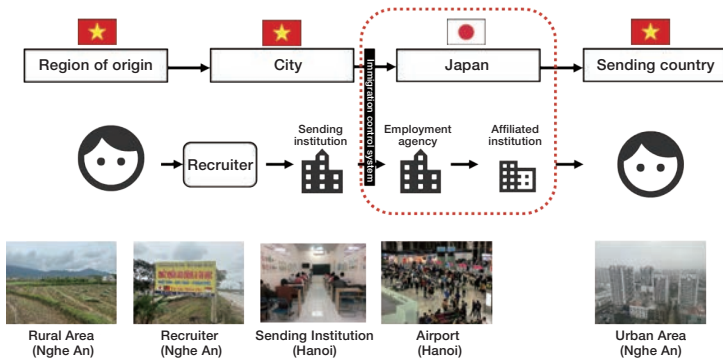 Region of origin
City
Japan
Sending country
Immigration control system
Recruiter
Sending
institution
Employment
agency
Affiliated
institution
Rural Area
(Nghe An)
Recruiter
(Nghe An)
Sending Institution
(Hanoi)
Airport
(Hanoi)
Urban Area
(Nghe An)